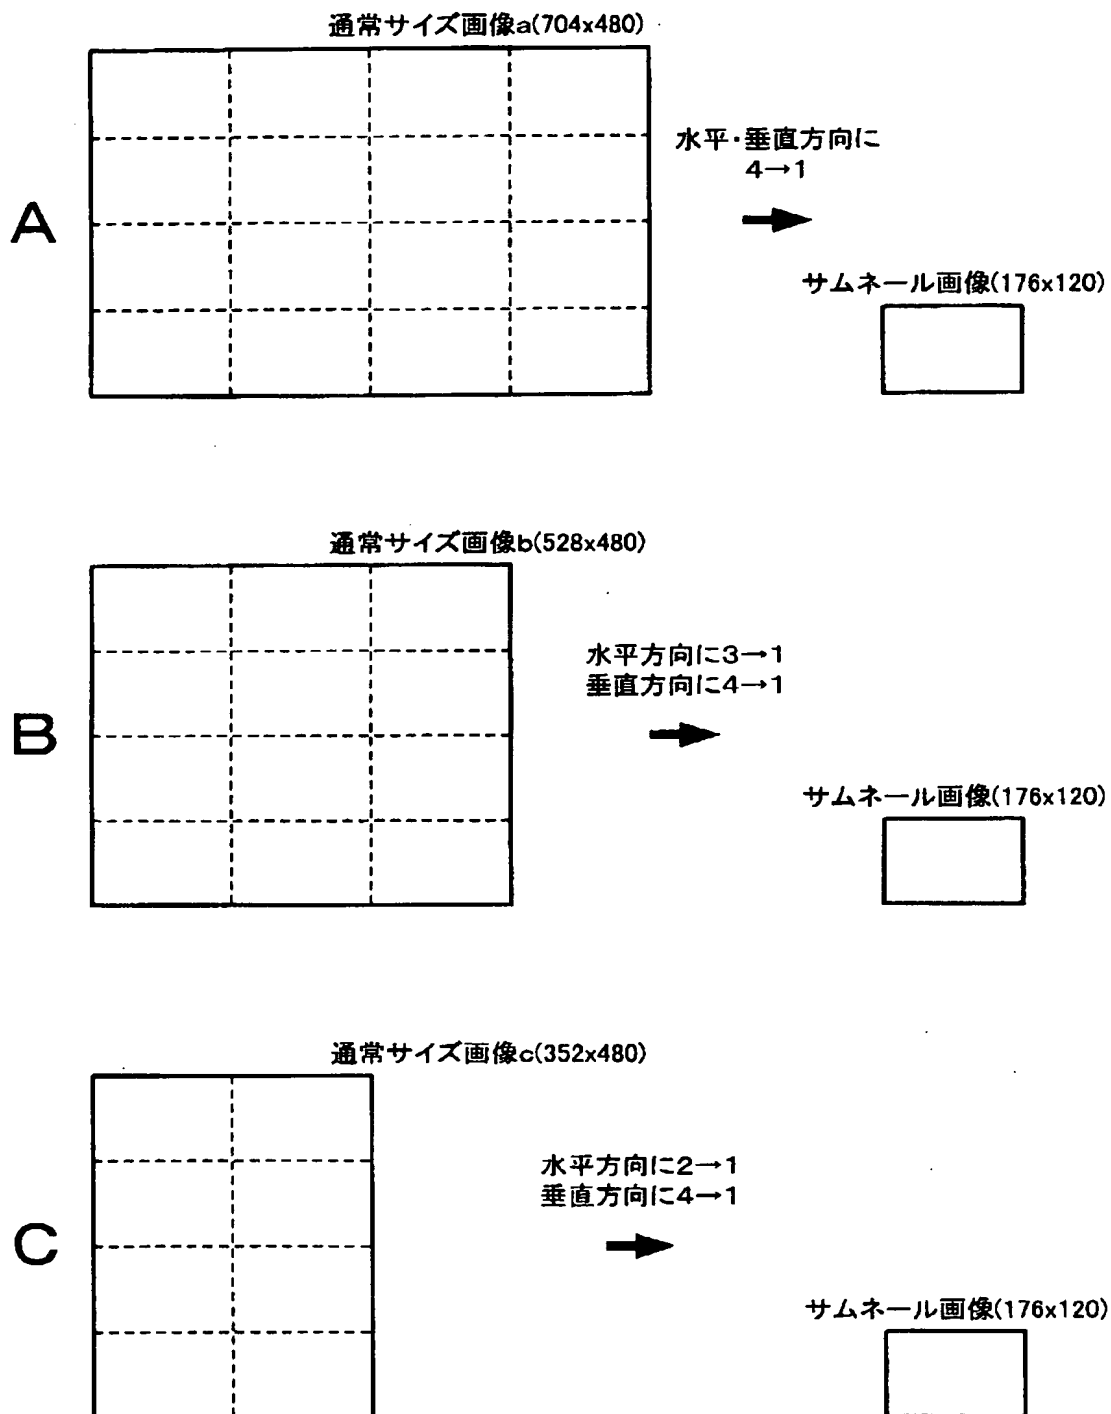 通常サイズ画像a(704x480)
A
水平・垂直方向に
4→1
サムネール画像(176x120)
通常サイズ画像b(528x480)
B
水平方向に3→1
垂直方向に4→1
サムネール画像(176x120)
通常サイズ画像c(352x480)
C
水平方向に2→1
垂直方向に4→1
サムネール画像(176x120)